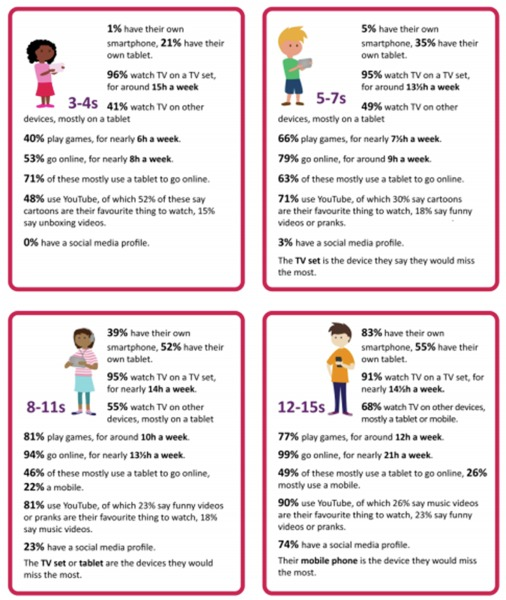 1% have their own
smartphone, 21% have their
own tablet.
96% watch TV on a TV set,
for around 15h a week
3-4s
41% watch TV on other
devices, mostly on a tablet
40% play games, for nearly 6h a week.
53% go online, for nearly 8h a week.
71% of these mostly use a tablet to go online.
48% use YouTube, of which 52% of these say
cartoons are their favourite thing to watch, 15%
say unboxing videos.
0% have a social media profile.
5% have their own
smartphone, 35% have their
own tablet.
95% watch TV on a TV set,
for around 13½h a week
5-7s
49% watch TV on other
devices, mostly on a tablet
66% play games, for nearly 7½h a week.
79% go online, for around 9h a week.
63% of these mostly use a tablet to go online.
71% use YouTube, of which 30% say cartoons
are their favourite thing to watch, 18% say funny
videos or pranks.
3% have a social media profile.
The TV set is the device they say they would miss
the most.
39% have their own
smartphone, 52% have their
own tablet.
95% watch TV on a TV set,
for nearly 14h a week.
8-11s
55% watch TV on other
devices, mostly on a tablet
81% play games, for around 10h a week.
94% go online, for nearly 13½h a week.
46% of these mostly use a tablet to go online,
22% a mobile.
81% use YouTube, of which 23% say funny videos
or pranks are their favourite thing to watch, 18%
say music videos.
23% have a social media profile.
The TV set or tablet are the devices they would
miss the most.
83% have their own
smartphone, 55% have their
own tablet.
91% watch TV on a TV set, for
nearly 14½h a week.
12-15s
68% watch TV on other devices,
mostly a tablet or mobile.
77% play games, for around 12h a week.
99% go online, for nearly 21h a week.
49% of these mostly use a tablet to go online, 26%
mostly use a mobile.
90% use YouTube, of which 26% say music videos
are their favourite thing to watch, 23% say funny
videos or pranks.
74% have a social media profile.
Their mobile phone is the device they would miss
the most.